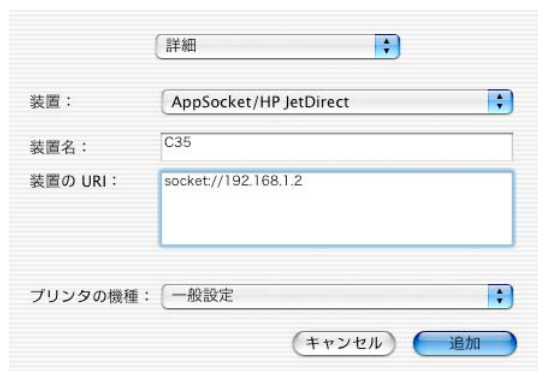 詳細
装置： AppSocket/HP JetDirect
装置名： C35
装置の URI： socket://192.168.1.2
プリンタの機種： 一般設定
キャンセル 追加